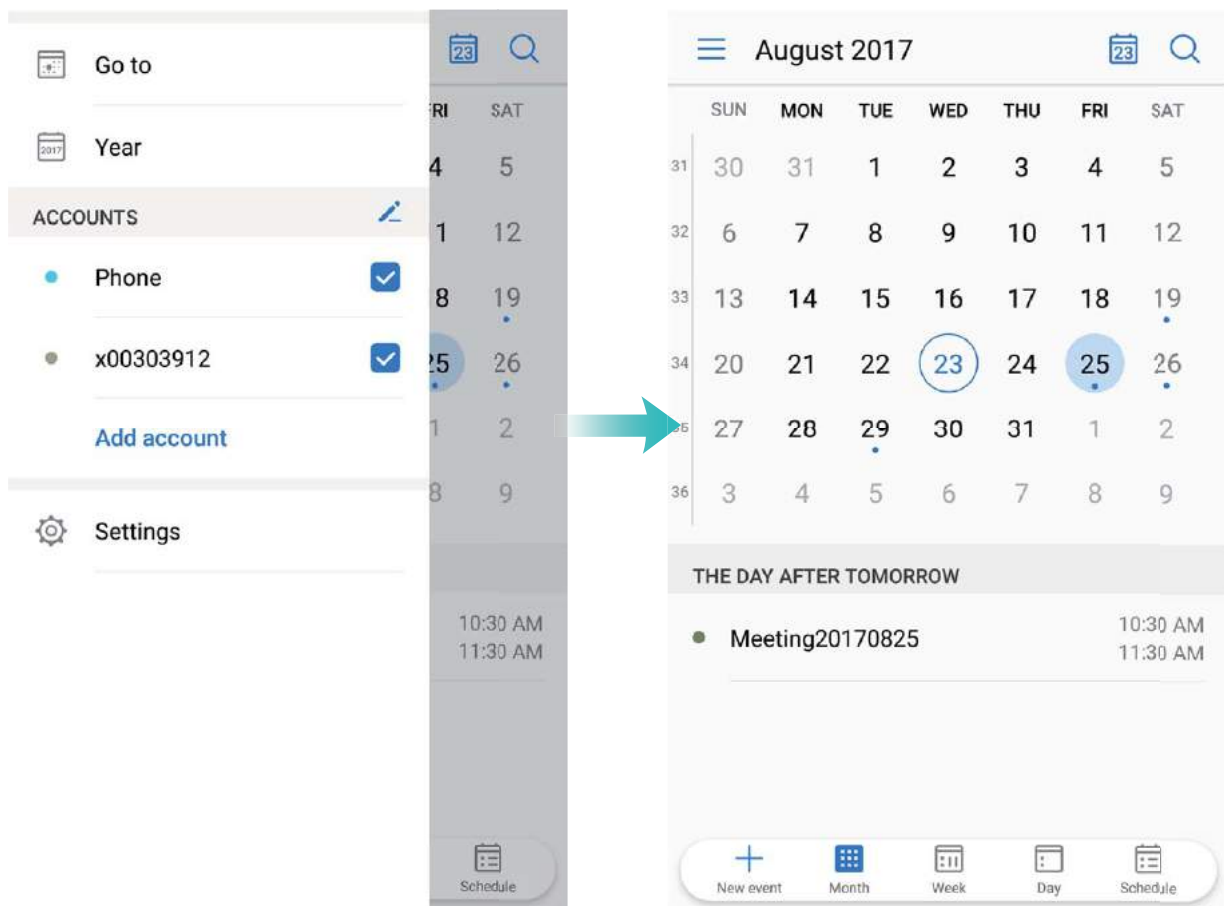 23
Go to
RI SAT
2017 Year
4 5
ACCOUNTS
1 12
Phone
8 19
x00303912
25 26
Add account
1 2
8 9
Settings
10:30 AM
11:30 AM
Schedule
August 2017 23
SUN MON TUE WED THU FRI SAT
31 30 31 1 2 3 4 5
32 6 7 8 9 10 11 12
33 13 14 15 16 17 18 19
34 20 21 22 23 24 25 26
35 27 28 29 30 31 1 2
36 3 4 5 6 7 8 9
THE DAY AFTER TOMORROW
Meeting20170825 10:30 AM
11:30 AM
New event Month Week Day Schedule